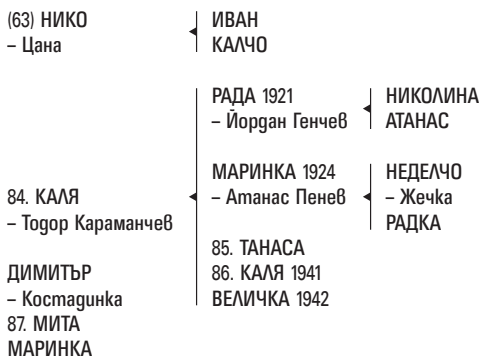 (63) НИКО
– Цана
ИВАН
КАЛЧО
84. КАЛЯ
– Тодор Караманчев
РАДА 1921
– Йордан Генчев
НИКОЛИНА
АТАНАС
МАРИНКА 1924
– Атанас Пенев
НЕДЕЛЧО
– Жечка
РАДКА
85. ТАНАСА
86. КАЛЯ 1941
ВЕЛИЧКА 1942
ДИМИТЪР
– Костадинка
87. МИТА
МАРИНКА